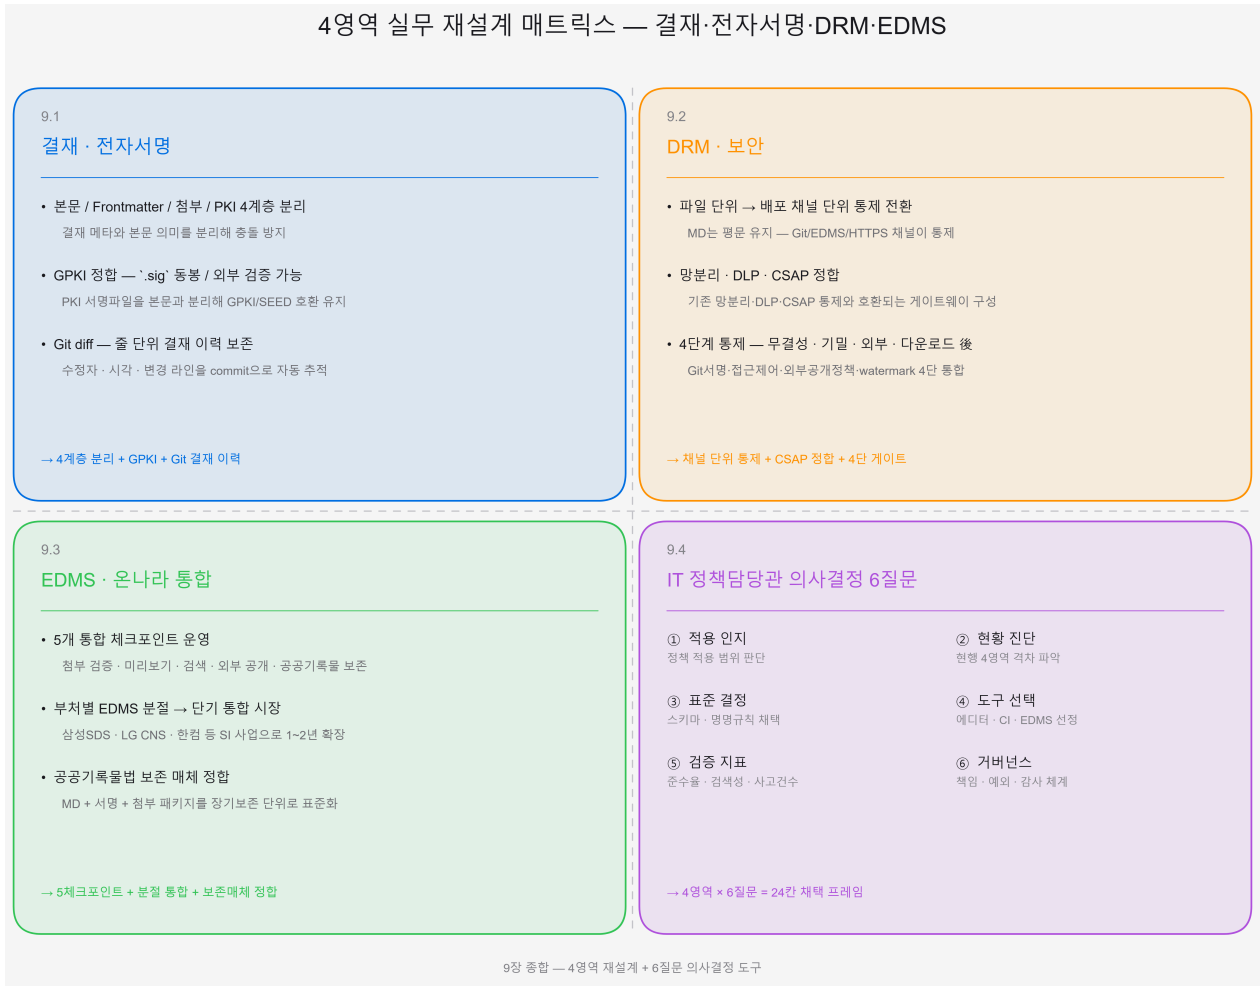 4영역 실무 재설계 매트릭스 — 결재·전자서명·DRM·EDMS
9.1
결재 · 전자서명
• 본문 / Frontmatter / 첨부 / PKI 4계층 분리
결재 메타와 본문 의미를 분리해 충돌 방지
• GPKI 정합 — `.sig` 동봉 / 외부 검증 가능
PKI 서명파일을 본문과 분리해 GPKI/SEED 호환 유지
• Git diff — 줄 단위 결재 이력 보존
수정자 · 시각 · 변경 라인을 commit으로 자동 추적
→ 4계층 분리 + GPKI + Git 결재 이력
9.2
DRM · 보안
• 파일 단위 → 배포 채널 단위 통제 전환
MD는 평문 유지 — Git/EDMS/HTTPS 채널이 통제
• 망분리 · DLP · CSAP 정합
기존 망분리·DLP·CSAP 통제와 호환되는 게이트웨이 구성
• 4단계 통제 — 무결성 · 기밀 · 외부 · 다운로드 後
Git서명·접근제어·외부공개정책·watermark 4단 통합
→ 채널 단위 통제 + CSAP 정합 + 4단 게이트
9.3
EDMS · 온나라 통합
• 5개 통합 체크포인트 운영
첨부 검증 · 미리보기 · 검색 · 외부 공개 · 공공기록물 보존
• 부처별 EDMS 분절 → 단기 통합 시장
삼성SDS · LG CNS · 한컴 등 SI 사업으로 1~2년 확장
• 공공기록물법 보존 매체 정합
MD + 서명 + 첨부 패키지를 장기보존 단위로 표준화
→ 5체크포인트 + 분절 통합 + 보존매체 정합
9.4
IT 정책담당관 의사결정 6질문
① 적용 인지
정책 적용 범위 판단
② 현황 진단
현행 4영역 격차 파악
③ 표준 결정
스키마 · 명명규칙 채택
④ 도구 선택
에디터 · CI · EDMS 선정
⑤ 검증 지표
준수율 · 검색성 · 사고건수
⑥ 거버넌스
책임 · 예외 · 감사 체계
→ 4영역 × 6질문 = 24칸 채택 프레임
9장 종합 — 4영역 재설계 + 6질문 의사결정 도구